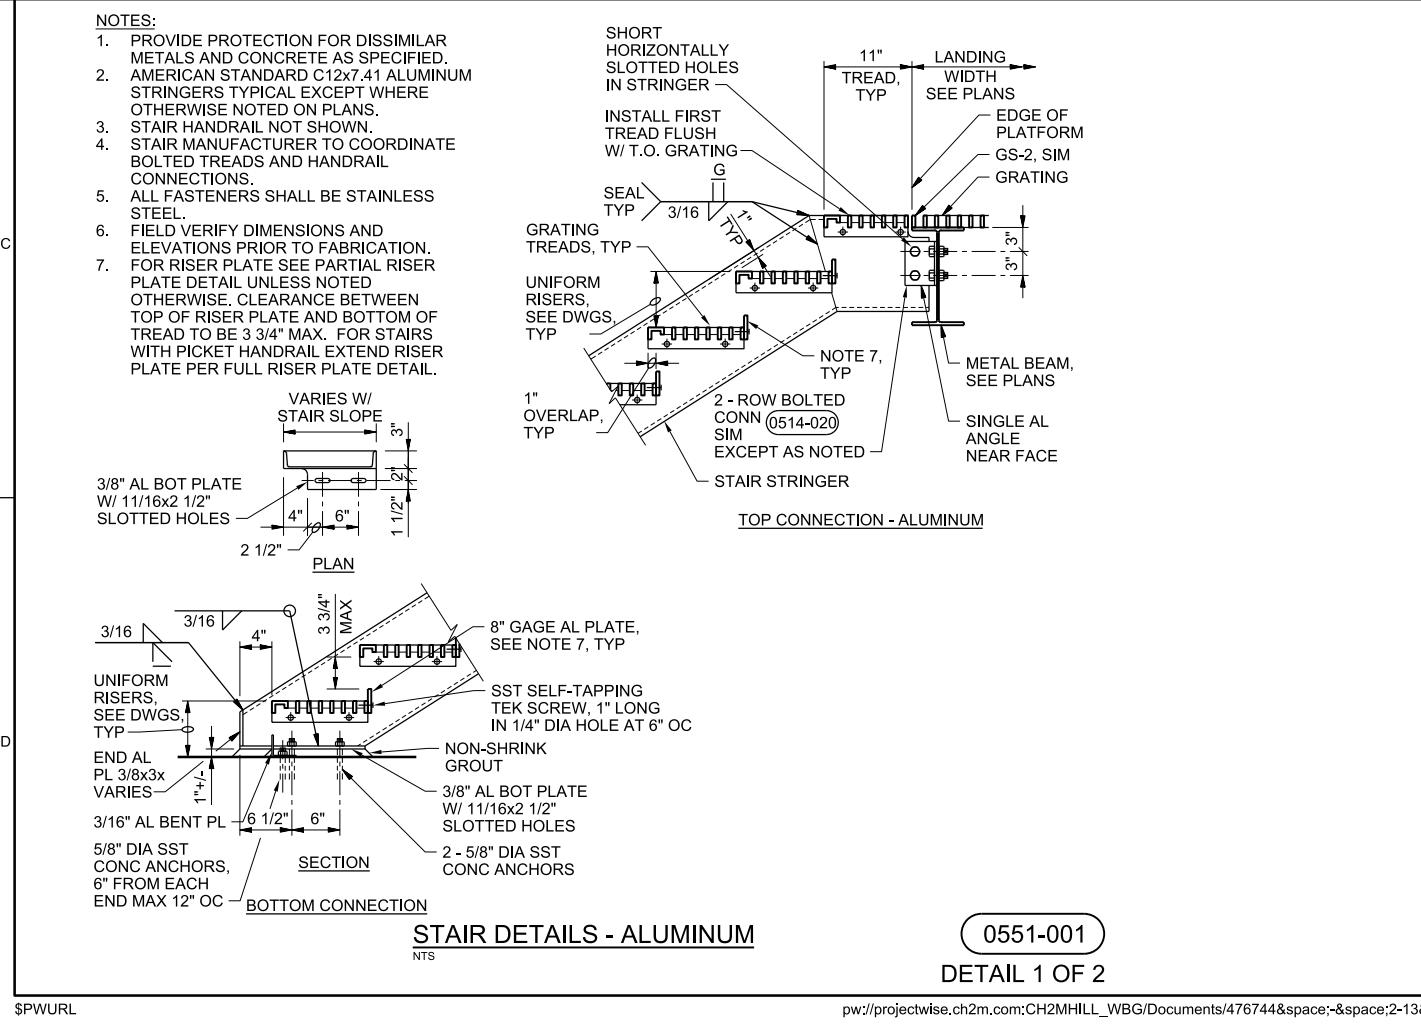 NOTES:
1. PROVIDE PROTECTION FOR DISSIMILAR
METALS AND CONCRETE AS SPECIFIED.
2. AMERICAN STANDARD C12x7.41 ALUMINUM
STRINGERS TYPICAL EXCEPT WHERE
OTHERWISE NOTED ON PLANS.
3. STAIR HANDRAIL NOT SHOWN.
4. STAIR MANUFACTURER TO COORDINATE
BOLTED TREADS AND HANDRAIL
CONNECTIONS.
5. ALL FASTENERS SHALL BE STAINLESS
STEEL.
6. FIELD VERIFY DIMENSIONS AND
ELEVATIONS PRIOR TO FABRICATION.
7. FOR RISER PLATE SEE PARTIAL RISER
PLATE DETAIL UNLESS NOTED
OTHERWISE. CLEARANCE BETWEEN
TOP OF RISER PLATE AND BOTTOM OF
TREAD TO BE 3 3/4" MAX. FOR STAIRS
WITH PICKET HANDRAIL EXTEND RISER
PLATE PER FULL RISER PLATE DETAIL.
SHORT
HORIZONTALLY
SLOTTED HOLES
IN STRINGER
INSTALL FIRST
TREAD FLUSH
W/ T.O. GRATING
11"
TREAD,
TYP
LANDING
WIDTH
SEE PLANS
EDGE OF
PLATFORM
GS-2, SIM
GRATING
G
SEAL
TYP
3/16
1"
TYP
GRATING
TREADS, TYP
UNIFORM
RISERS,
SEE DWGS,
TYP
3"
3"
NOTE 7,
TYP
METAL BEAM,
SEE PLANS
1"
OVERLAP,
TYP
2 - ROW BOLTED
CONN 0514-020
SIM
EXCEPT AS NOTED
SINGLE AL
ANGLE
NEAR FACE
STAIR STRINGER
TOP CONNECTION - ALUMINUM
VARIES W/
STAIR SLOPE
3"
2"
1 1/2"
3/8" AL BOT PLATE
W/ 11/16x2 1/2"
SLOTTED HOLES
4"
6"
2 1/2"
PLAN
3/16
3/16
4"
3 3/4"
MAX
8" GAGE AL PLATE,
SEE NOTE 7, TYP
UNIFORM
RISERS,
SEE DWGS,
TYP
SST SELF-TAPPING
TEK SCREW, 1" LONG
IN 1/4" DIA HOLE AT 6" OC
END AL
PL 3/8x3x
VARIES
1"+/-
NON-SHRINK
GROUT
3/8" AL BOT PLATE
W/ 11/16x2 1/2"
SLOTTED HOLES
3/16" AL BENT PL
6 1/2"
6"
5/8" DIA SST
CONC ANCHORS,
6" FROM EACH
END MAX 12" OC
2 - 5/8" DIA SST
CONC ANCHORS
SECTION
BOTTOM CONNECTION
STAIR DETAILS - ALUMINUM
NTS
0551-001
DETAIL 1 OF 2
C
D
$PWURL
pw://projectwise.ch2m.com:CH2MHILL_WBG/Documents/476744&space;-&space;2-13&